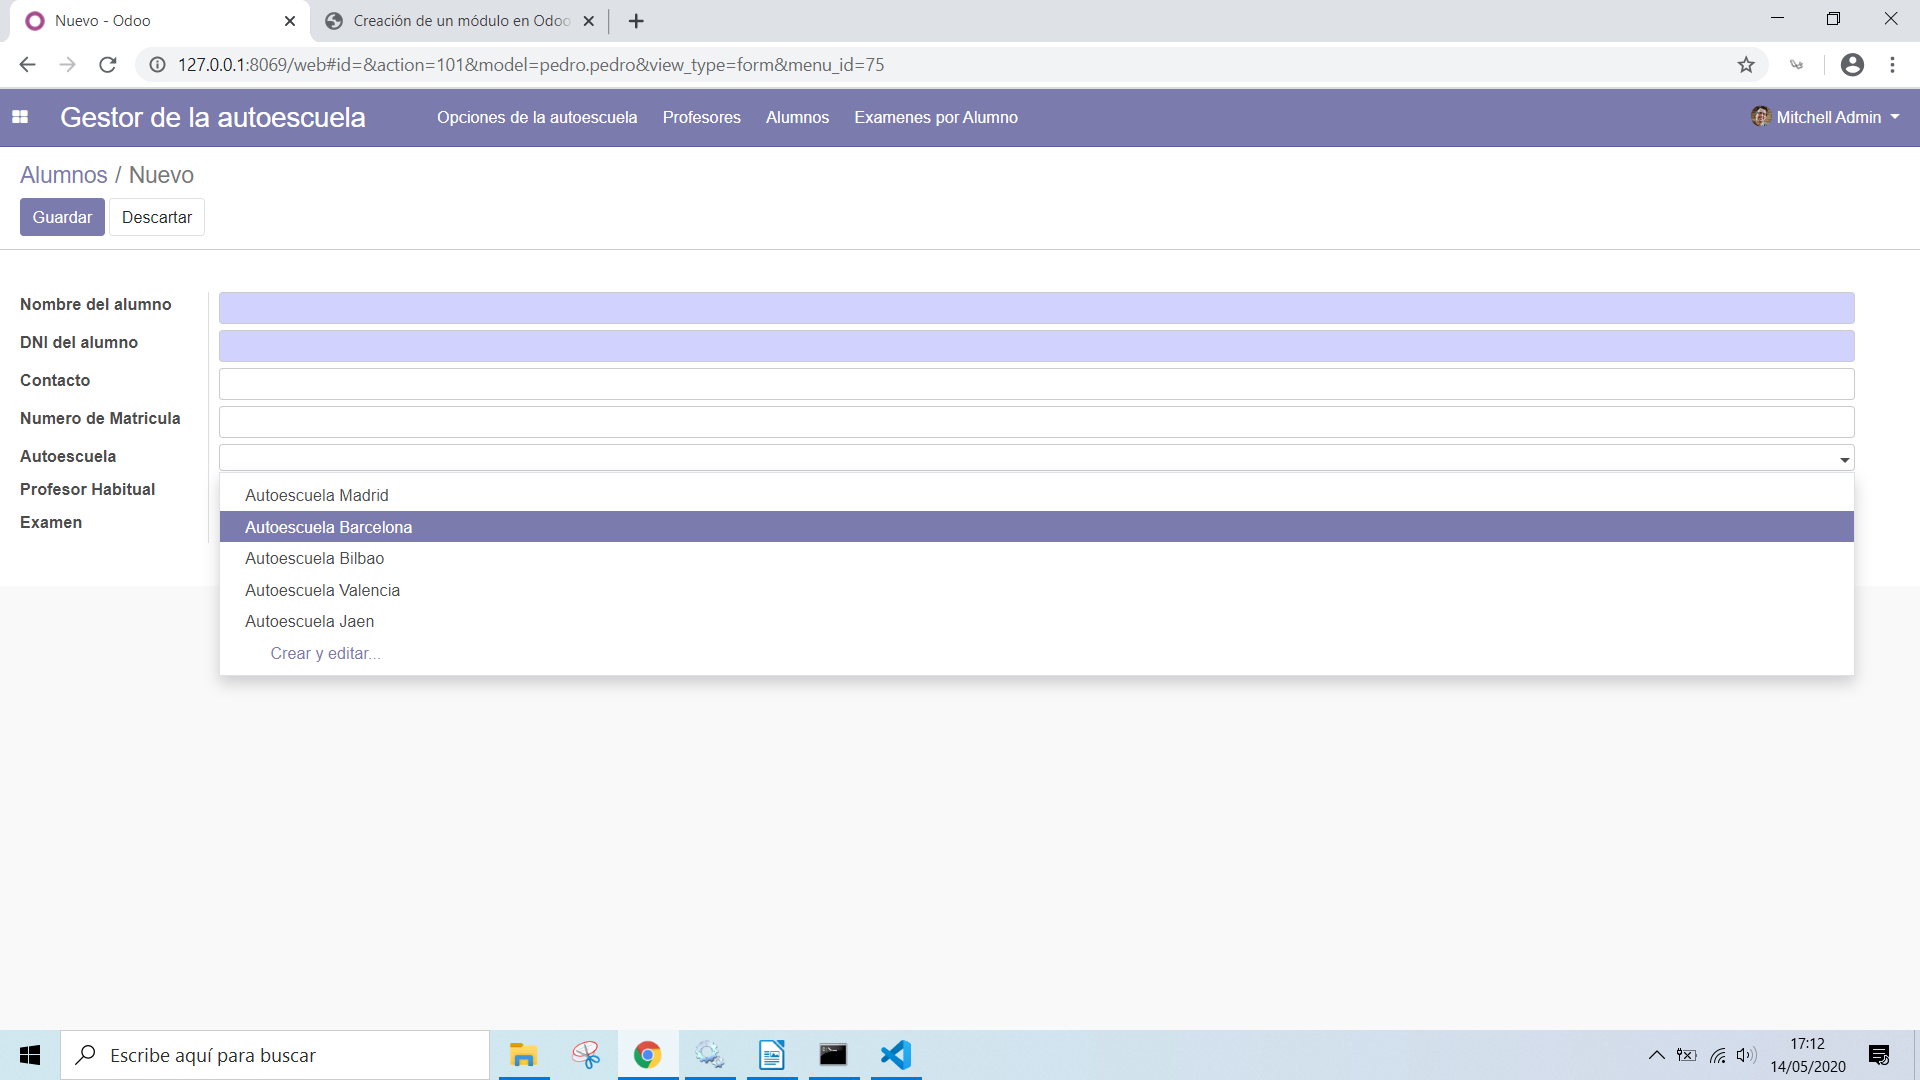 Nuevo - Odoo
Creación de un módulo en Odoo
127.0.0.1:8069/web#id=&action=101&model=pedro.pedro&view_type=form&menu_id=75
Gestor de la autoescuela
Opciones de la autoescuela
Profesores
Alumnos
Examenes por Alumno
Mitchell Admin
Alumnos / Nuevo
Guardar
Descartar
Nombre del alumno
DNI del alumno
Contacto
Numero de Matricula
Autoescuela
Profesor Habitual
Examen
Autoescuela Madrid
Autoescuela Barcelona
Autoescuela Bilbao
Autoescuela Valencia
Autoescuela Jaen
Crear y editar...
Escribe aquí para buscar
17:12
14/05/2020